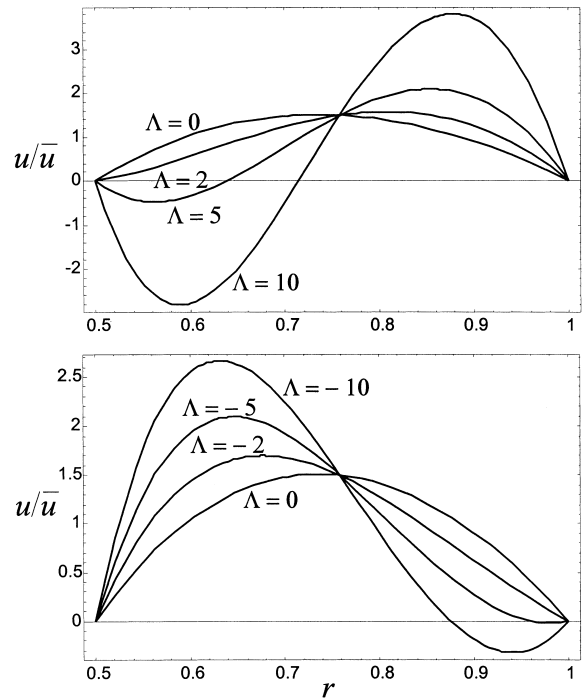 3
2
1
0
-1
-2
u/ū
Λ = 0
Λ = 2
Λ = 5
Λ = 10
0.5 0.6 0.7 0.8 0.9 1
2.5
2
1.5
1
0.5
0
u/ū
Λ = − 10
Λ = − 5
Λ = − 2
Λ = 0
0.5 0.6 0.7 0.8 0.9 1
r